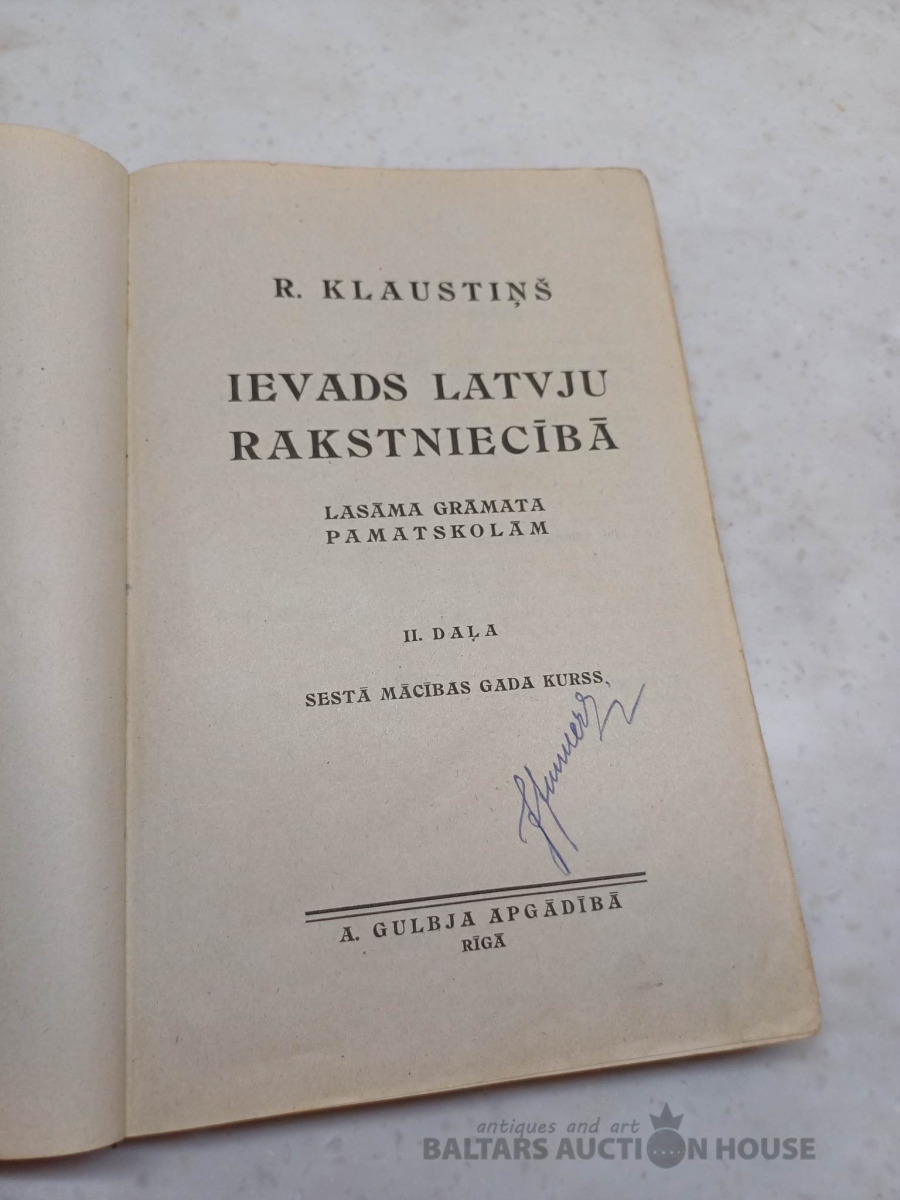 R. KLAUSTIŅŠ
IEVADS LATVJU
RAKSTNIECĪBĀ
LASĀMA GRĀMATA
PAMATSKOLĀM
II. DAĻA
SESTĀ MĀCĪBAS GADA KURSS
A. GULBJA APGĀDĪBĀ
RĪGĀ
antiques and art
BALTARS AUCTION HOUSE